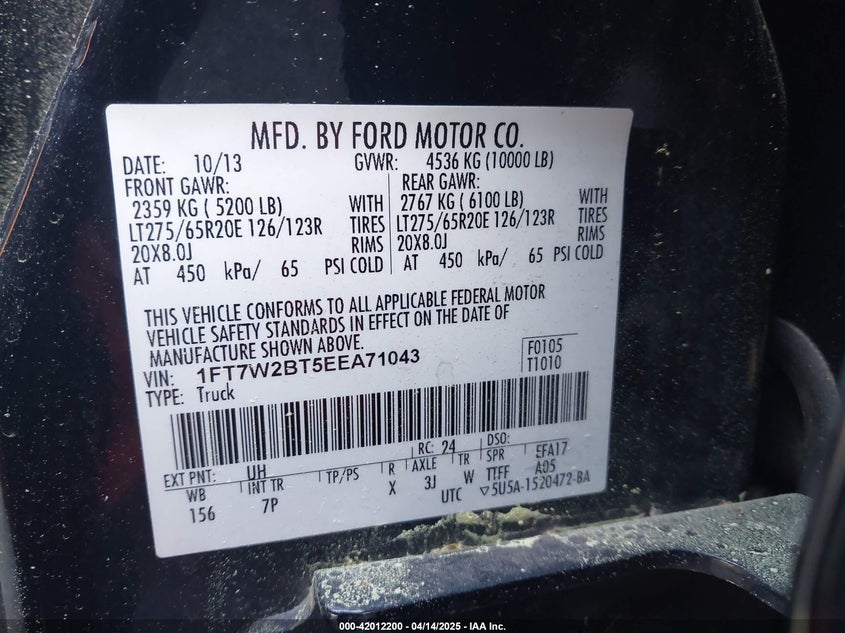 MFD. BY FORD MOTOR CO.
DATE: 10/13 GVWR: 4536 KG (10000 LB)
FRONT GAWR: REAR GAWR:
2359 KG ( 5200 LB) WITH 2767 KG ( 6100 LB) WITH
LT275/65R20E 126/123R TIRES LT275/65R20E 126/123R TIRES
20X8.0J RIMS 20X8.0J RIMS
AT 450 kPa/ 65 PSI COLD AT 450 kPa/ 65 PSI COLD
THIS VEHICLE CONFORMS TO ALL APPLICABLE FEDERAL MOTOR
VEHICLE SAFETY STANDARDS IN EFFECT ON THE DATE OF
MANUFACTURE SHOWN ABOVE.
VIN: 1FT7W2BT5EEA71043 F0105
TYPE: Truck T1010
EXT PNT: UH RC: 24 DSO:
WB INT TR TP/PS R AXLE TR SPR EFA17
156 7P X 3J W TTFF A05
UTC ▽5U5A-1520472-BA
000-42012200 - 04/14/2025 - IAA Inc.